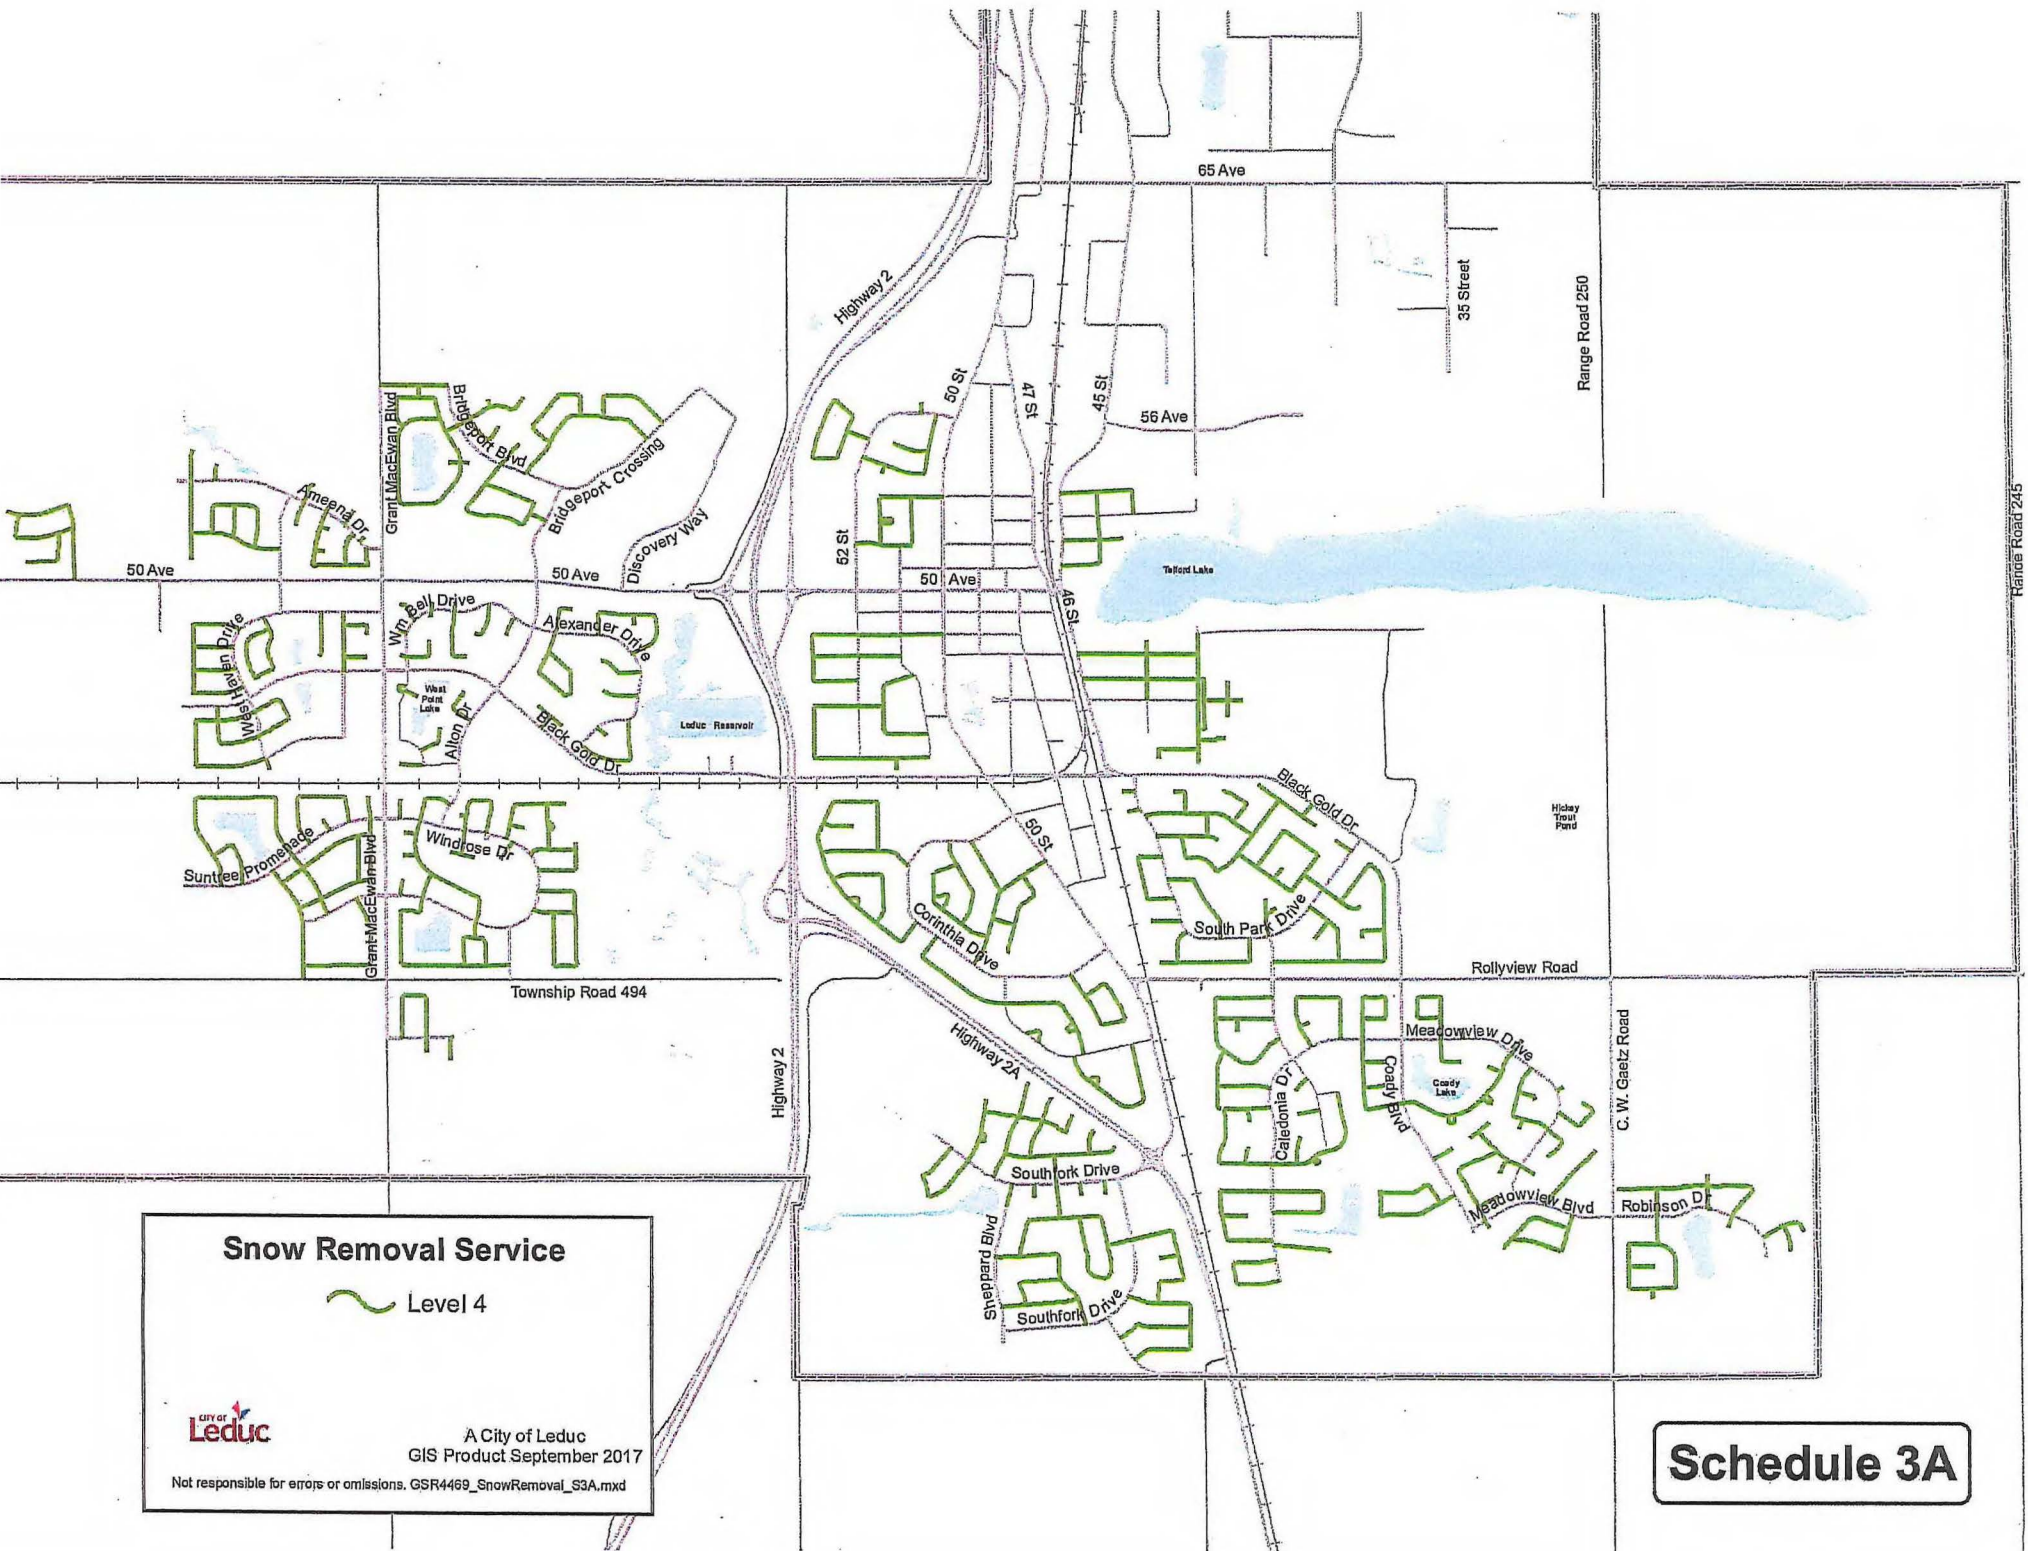 65 Ave
Highway 2
35 Street
Range Road 250
50 St
47 St
45 St
56 Ave
Grant MacEwan Blvd
Bridgeport Blvd
Bridgeport Crossing
Discovery Way
Ameena Dr
52 St
Range Road 245
50 Ave
50 Ave
50 Ave
Telford Lake
46 St
West Haven Drive
Wm Bell Drive
Alexander Drive
West
Point
Lake
Alton Dr
Black Gold Dr
Leduc Reservoir
Black Gold Dr
Hickey
Trout
Pond
Suntree Promenade
Grant MacEwan Blvd
Windrose Dr
50 St
Corinthia Drive
South Park Drive
Rollyview Road
Township Road 494
Highway 2
Highway 2A
Meadowview Drive
Coady
Lake
Coady Blvd
Caledonia Dr
C. W. Gaetz Road
Southfork Drive
Sheppard Blvd
Southfork Drive
Meadowview Blvd
Robinson Dr
Snow Removal Service
Level 4
CITY OF
Leduc
A City of Leduc
GIS Product September 2017
Not responsible for errors or omissions. GSR4469_SnowRemoval_S3A.mxd
Schedule 3A